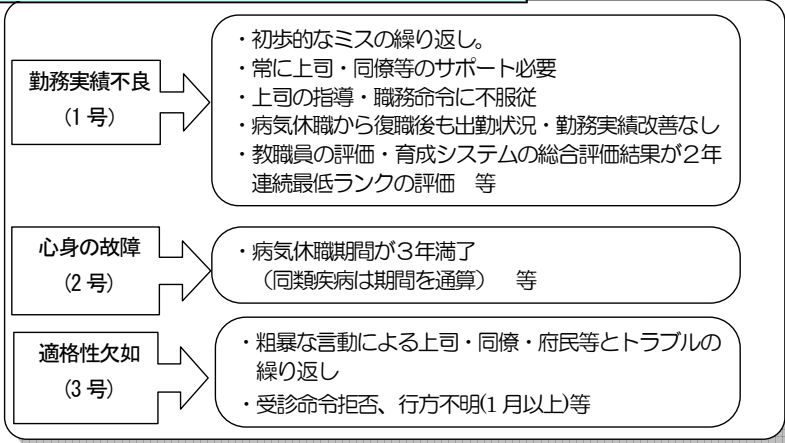 勤務実績不良
(1号)
・初歩的なミスの繰り返し。
・常に上司・同僚等のサポート必要
・上司の指導・職務命令に不服従
・病気休職から復職後も出勤状況・勤務実績改善なし
・教職員の評価・育成システムの総合評価結果が２年
連続最低ランクの評価　等
心身の故障
(2号)
・病気休職期間が３年満了
（同類疾病は期間を通算）　等
適格性欠如
(3号)
・粗暴な言動による上司・同僚・府民等とトラブルの
繰り返し
・受診命令拒否、行方不明(1月以上)等